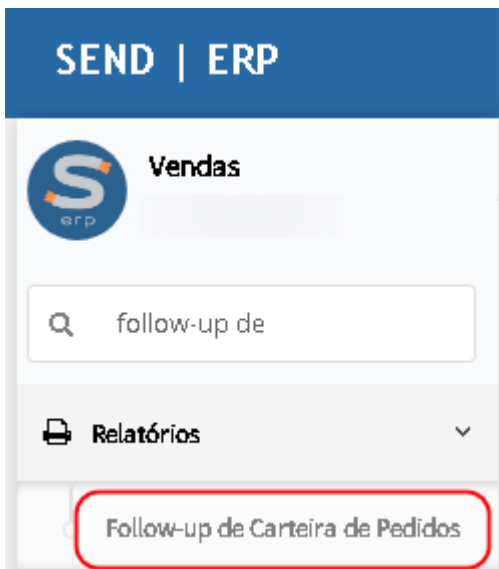 SEND | ERP
Vendas
S
erp
follow-up de
Relatórios
Follow-up de Carteira de Pedidos